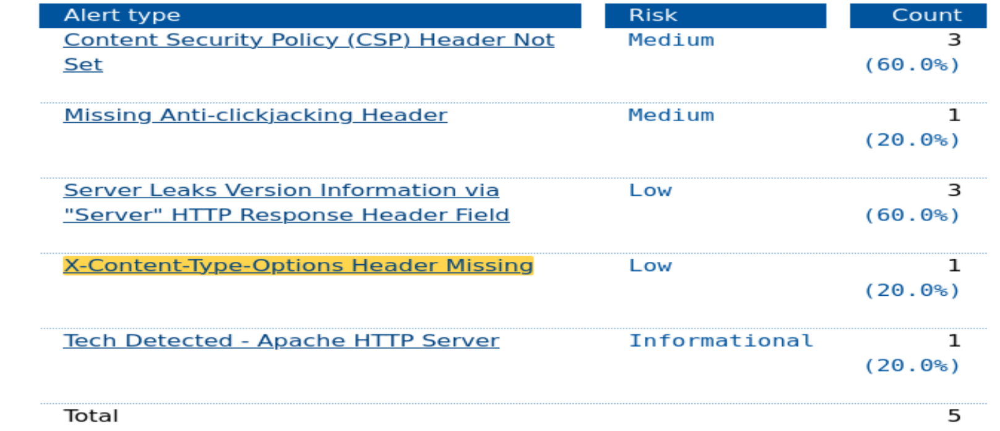 Alert type Risk Count
Content Security Policy (CSP) Header Not Medium 3
Set (60.0%)
Missing Anti-clickjacking Header Medium 1
(20.0%)
Server Leaks Version Information via Low 3
"Server" HTTP Response Header Field (60.0%)
X-Content-Type-Options Header Missing Low 1
(20.0%)
Tech Detected - Apache HTTP Server Informational 1
(20.0%)
Total 5